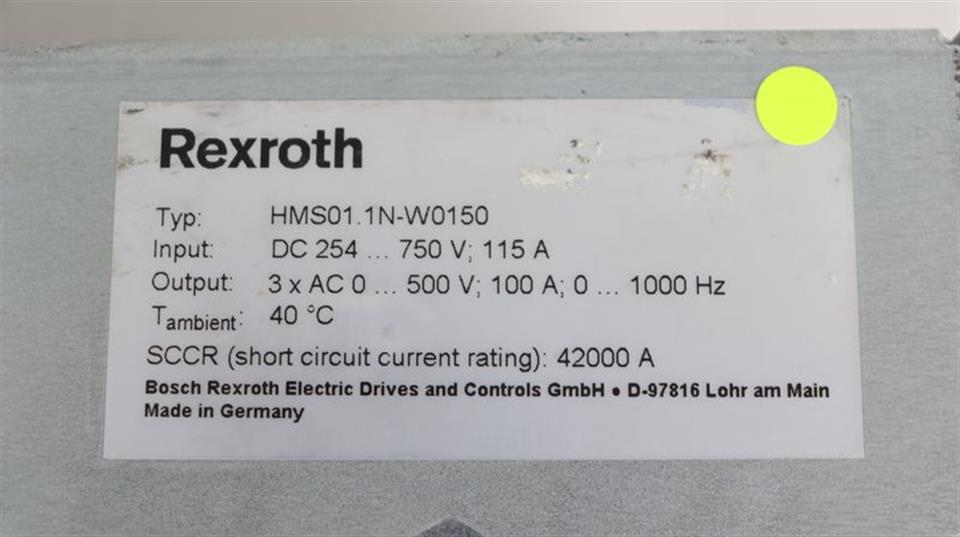 Rexroth
Typ: HMS01.1N-W0150
Input: DC 254 ... 750 V; 115 A
Output: 3 x AC 0 ... 500 V; 100 A; 0 ... 1000 Hz
Tambient: 40 °C
SCCR (short circuit current rating): 42000 A
Bosch Rexroth Electric Drives and Controls GmbH • D-97816 Lohr am Main
Made in Germany